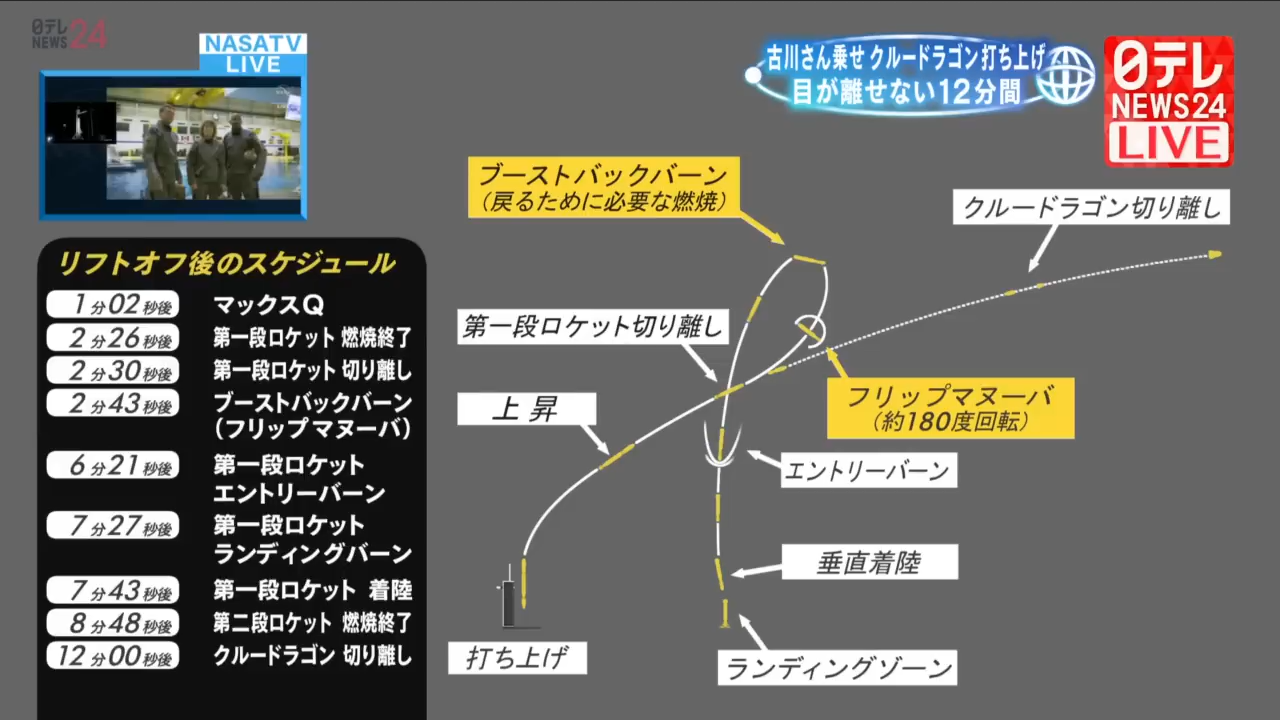 日テレ
NEWS24
NASATV
LIVE
古川さん乗せ クルードラゴン打ち上げ
目が離せない12分間
日テレ
NEWS24
LIVE
リフトオフ後のスケジュール
1分02秒後 マックスQ
2分26秒後 第一段ロケット 燃焼終了
2分30秒後 第一段ロケット 切り離し
2分43秒後 ブーストバックバーン
(フリップマヌーバ)
6分21秒後 第一段ロケット
エントリーバーン
7分27秒後 第一段ロケット
ランディングバーン
7分43秒後 第一段ロケット 着陸
8分48秒後 第二段ロケット 燃焼終了
12分00秒後 クルードラゴン 切り離し
ブーストバックバーン
(戻るために必要な燃焼)
クルードラゴン切り離し
第一段ロケット切り離し
上昇
フリップマヌーバ
(約180度回転)
エントリーバーン
垂直着陸
打ち上げ
ランディングゾーン